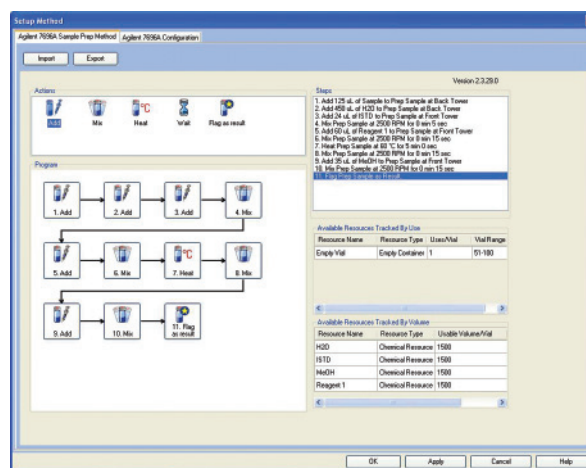 Setup Method
Agilent 7696A Sample Prep Method
Agilent 7696A Configuration
Import
Export
Version 2.3.29.0
Actions
Add
Mix
Heat
Wait
Flag as result
Steps
1. Add 125 uL of Sample to Prep Sample at Back Tower
2. Add 450 uL of H2O to Prep Sample at Back Tower
3. Add 24 uL of ISTD to Prep Sample at Front Tower
4. Mix Prep Sample at 2500 RPM for 0 min 5 sec
5. Add 60 uL of Reagent 1 to Prep Sample at Front Tower
6. Mix Prep Sample at 2500 RPM for 0 min 15 sec
7. Heat Prep Sample at 60 °C for 5 min 0 sec
8. Mix Prep Sample at 2500 RPM for 0 min 15 sec
9. Add 35 uL of MeOH to Prep Sample at Front Tower
10. Mix Prep Sample at 2500 RPM for 0 min 15 sec
11. Flag Prep Sample as Result
Program
1. Add
2. Add
3. Add
4. Mix
5. Add
6. Mix
7. Heat
8. Mix
9. Add
10. Mix
11. Flag
as result
Available Resources Tracked By Use
Resource Name Resource Type Uses/Vial Vial Range
Empty Vial Empty Container 1 51-100
Available Resources Tracked By Volume
Resource Name Resource Type Usable Volume/Vial
H2O Chemical Resource 1500
ISTD Chemical Resource 1500
MeOH Chemical Resource 1500
Reagent 1 Chemical Resource 1500
OK
Apply
Cancel
Help